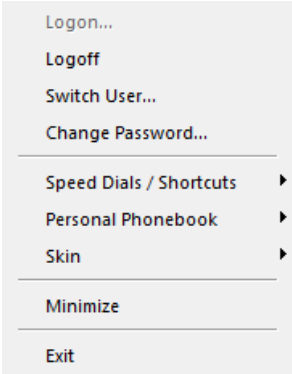 Logon...
Logoff
Switch User...
Change Password...
Speed Dials / Shortcuts
Personal Phonebook
Skin
Minimize
Exit